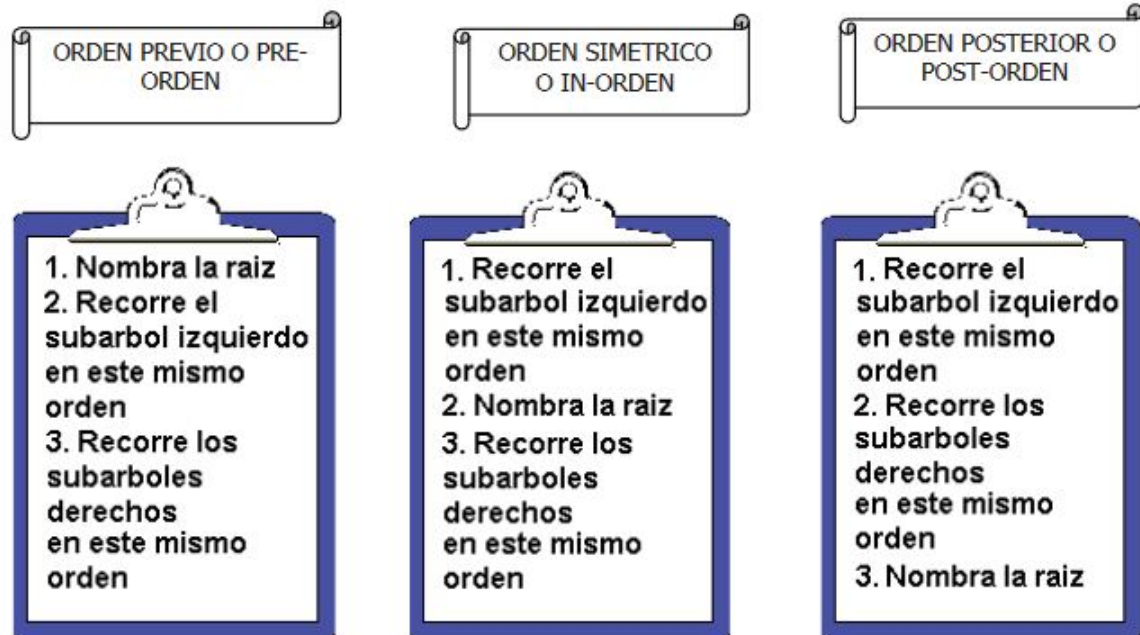 ORDEN PREVIO O PRE-
ORDEN
ORDEN SIMETRICO
O IN-ORDEN
ORDEN POSTERIOR O
POST-ORDEN
1. Nombra la raiz
2. Recorre el
subarbol izquierdo
en este mismo
orden
3. Recorre los
subarboles
derechos
en este mismo
orden
1. Recorre el
subarbol izquierdo
en este mismo
orden
2. Nombra la raiz
3. Recorre los
subarboles
derechos
en este mismo
orden
1. Recorre el
subarbol izquierdo
en este mismo
orden
2. Recorre los
subarboles
derechos
en este mismo
orden
3. Nombra la raiz